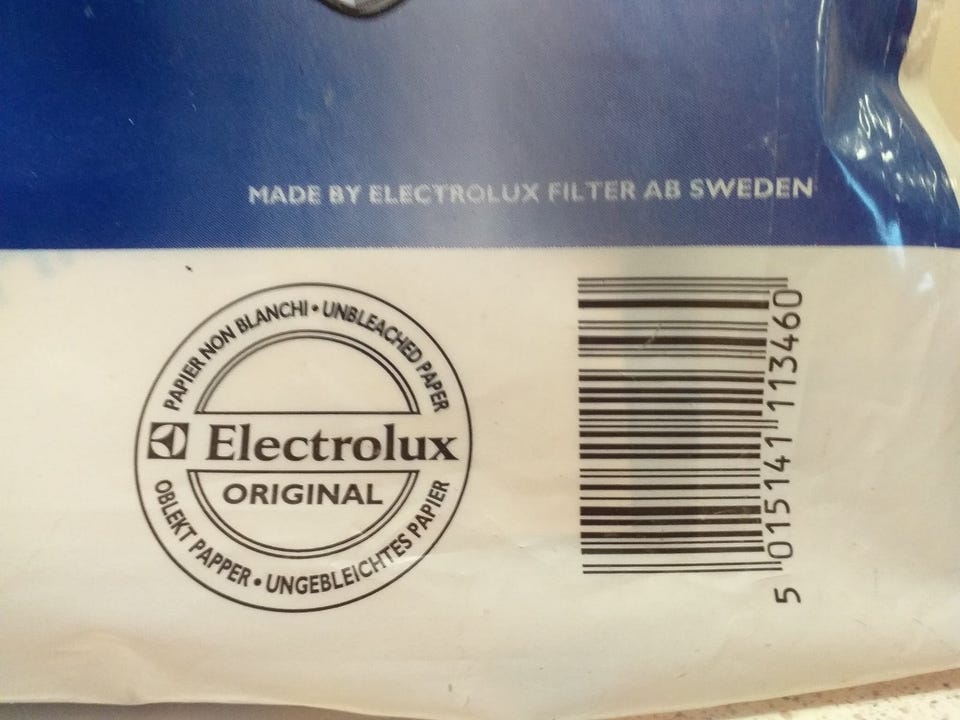 MADE BY ELECTROLUX FILTER AB SWEDEN
PAPIER NON BLANCHI • UNBLEACHED PAPER
Electrolux
ORIGINAL
OBLEKT PAPPER • UNGEBLEICHTES PAPIER
5 015141 113460